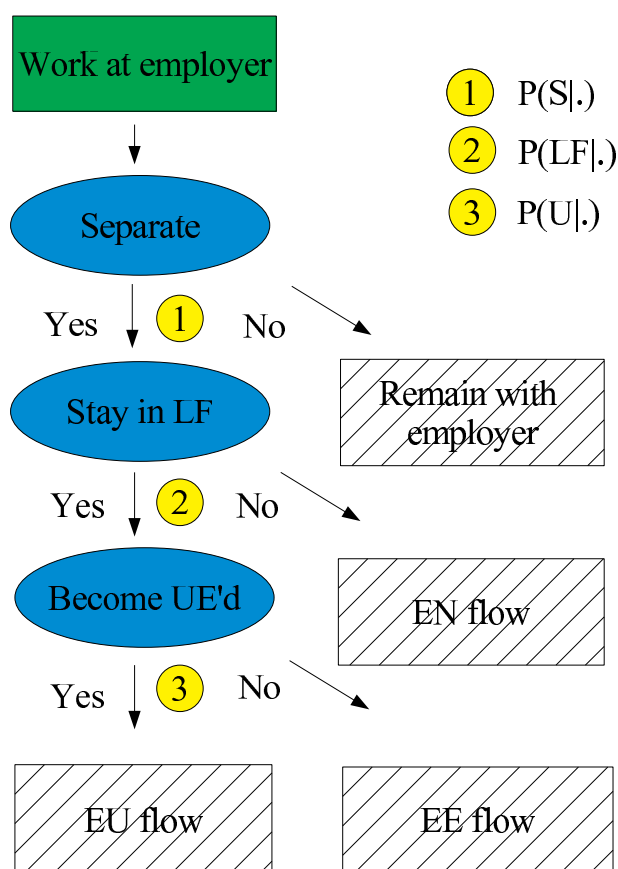 Work at employer
1 P(S|.)
2 P(LF|.)
3 P(U|.)
Separate
Yes 1 No
Stay in LF
Remain with
employer
Yes 2 No
Become UE'd
EN flow
Yes 3 No
EU flow
EE flow